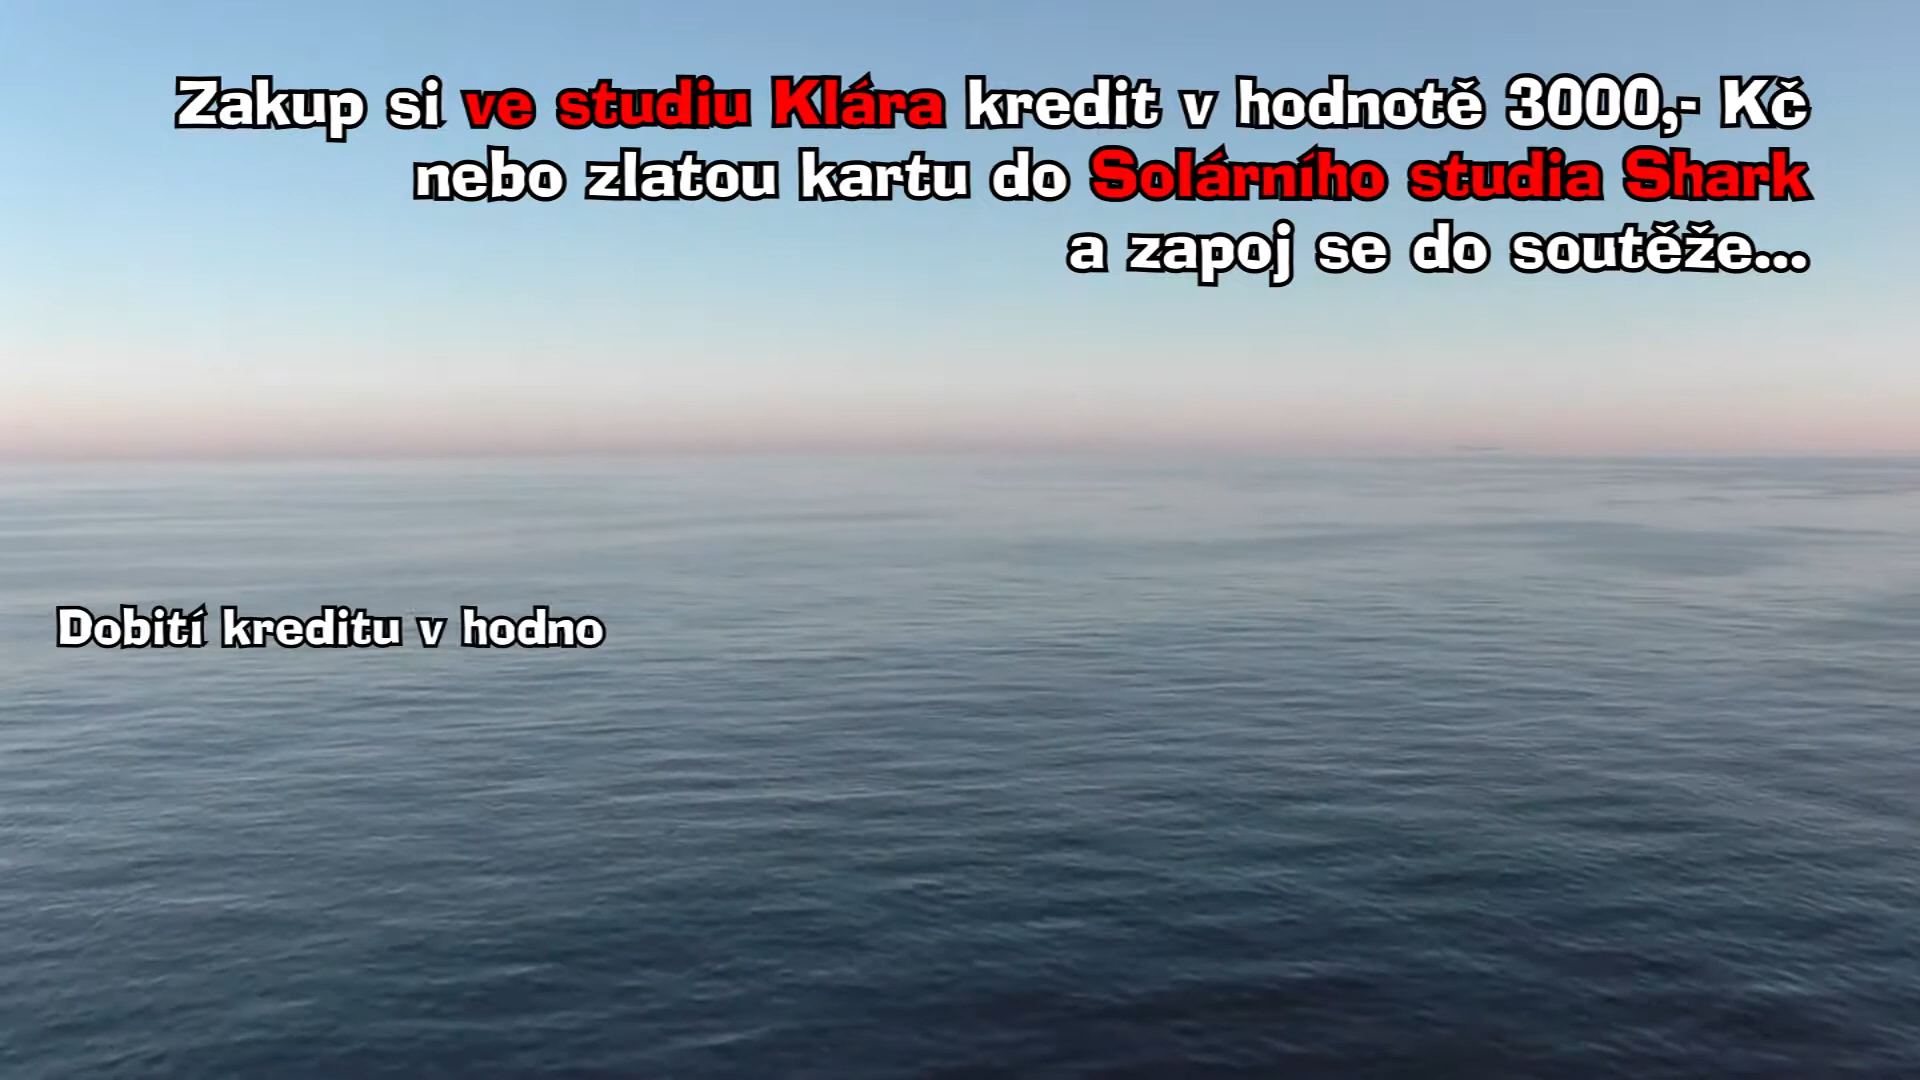 Zakup si ve studiu Klára kredit v hodnotě 3000,- Kč
nebo zlatou kartu do Solárního studia Shark
a zapoj se do soutěže...
Dobití kreditu v hodno